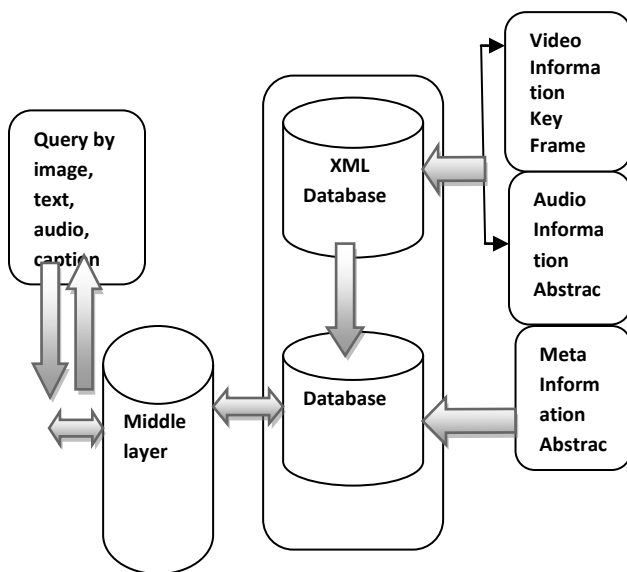 Query by
image,
text,
audio,
caption
Middle
layer
XML
Database
Database
Video
Informa
tion
Key
Frame
Audio
Informa
tion
Abstrac
Meta
Inform
ation
Abstrac